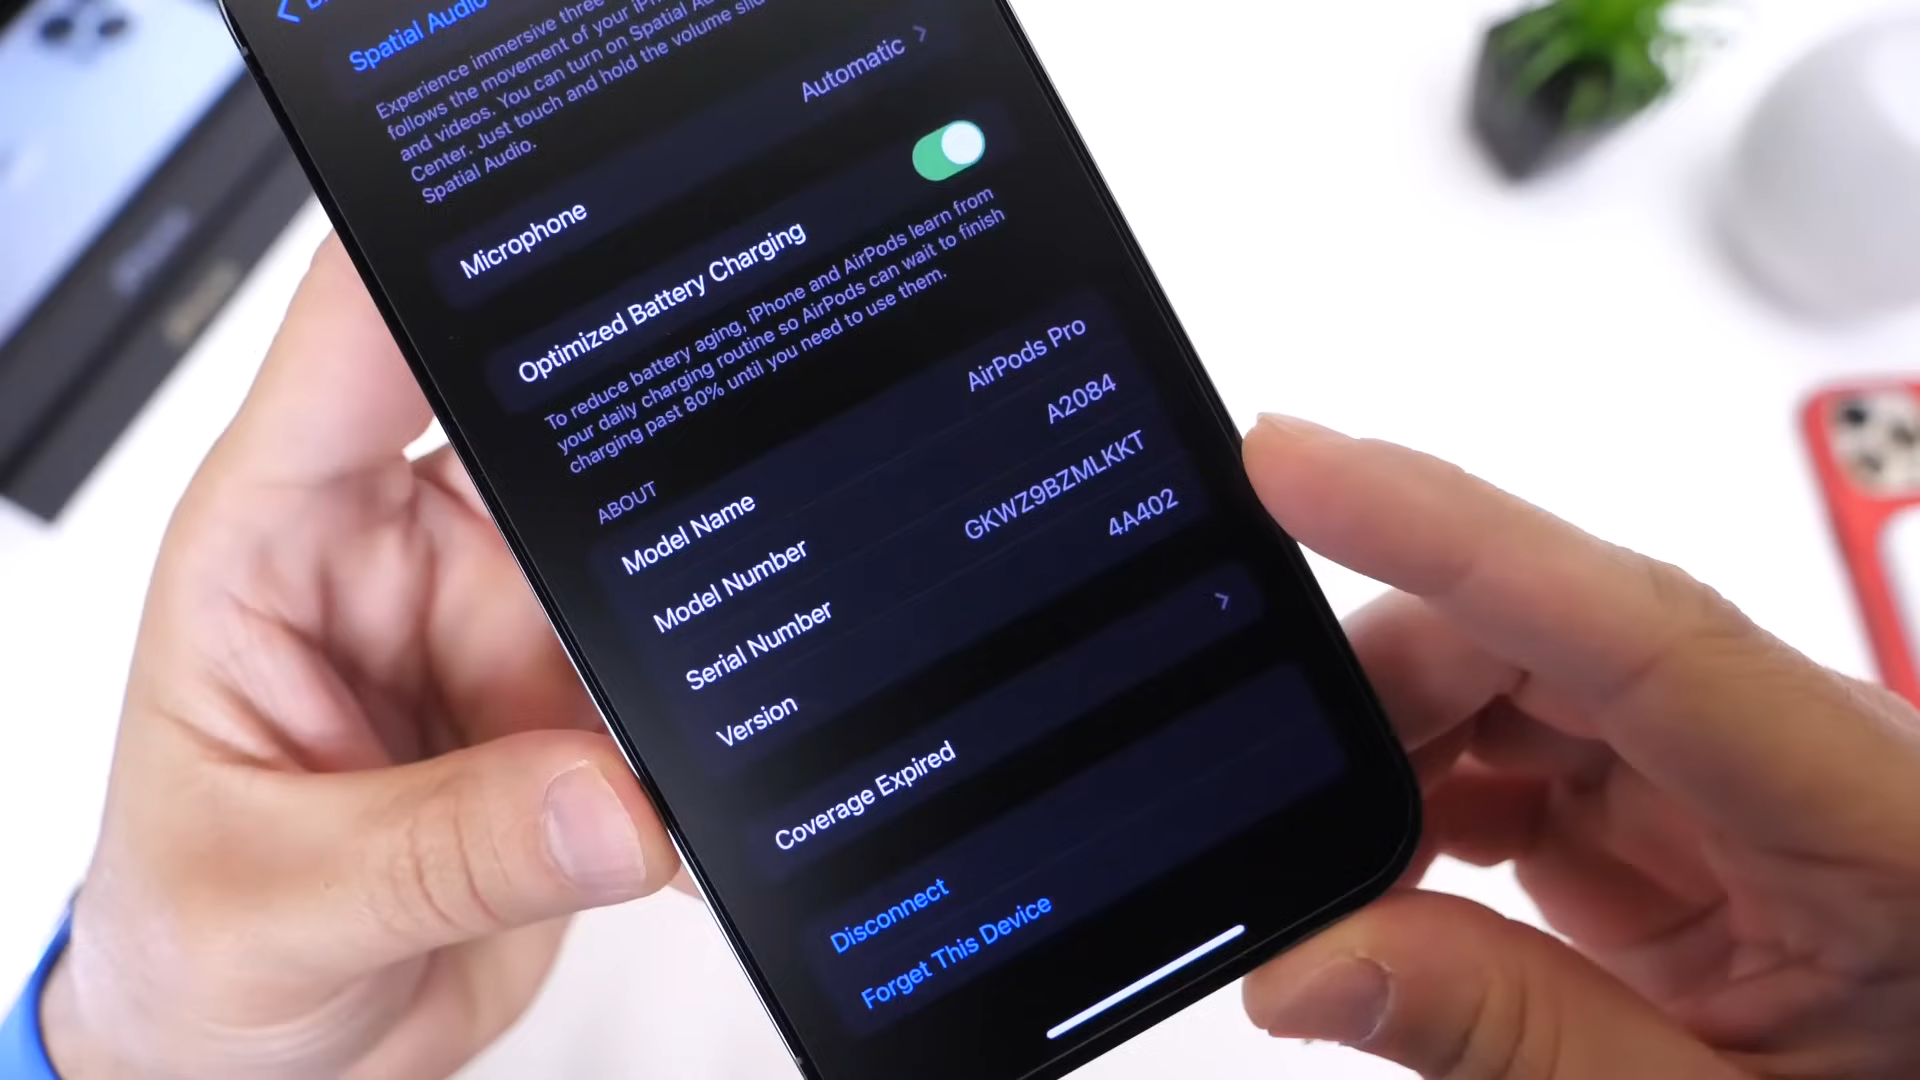 Spatial Audio
Experience immersive three
follows the movement of your
and videos. You can turn on Spatial
Center. Just touch and hold the volume
Spatial Audio.
Microphone Automatic
Optimized Battery Charging
To reduce battery aging, iPhone and AirPods learn from
your daily charging routine so AirPods can wait to finish
charging past 80% until you need to use them.
ABOUT
Model Name AirPods Pro
Model Number A2084
Serial Number GKWZ9BZMLKKT
Version 4A402
Coverage Expired
Disconnect
Forget This Device